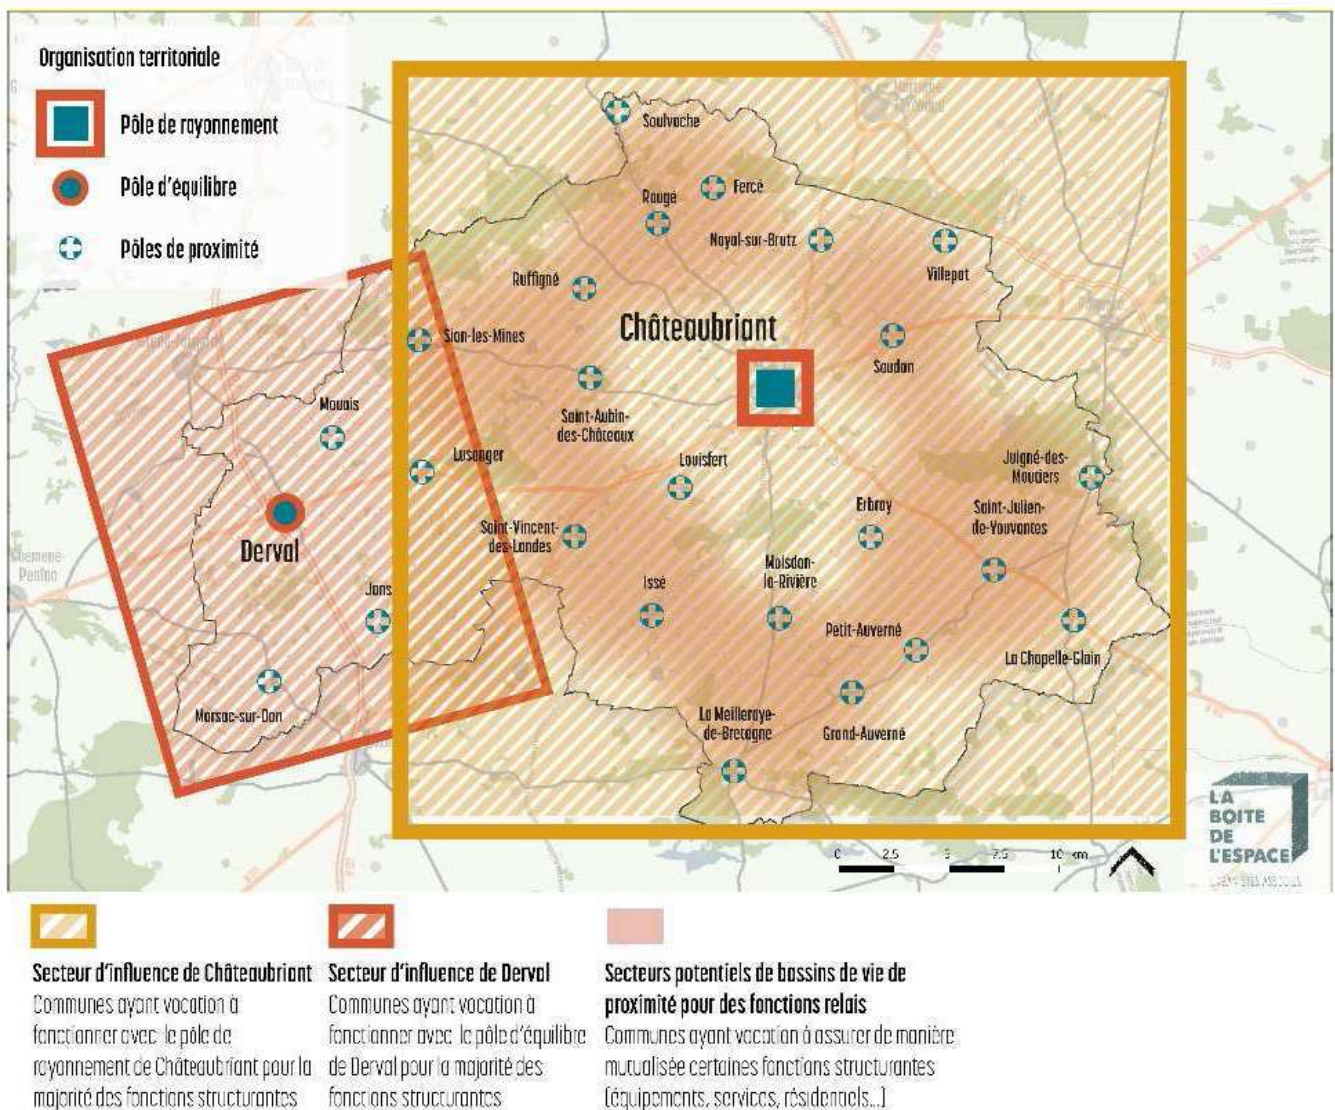 Organisation territoriale
Pôle de rayonnement
Pôle d'équilibre
Pôles de proximité
Soulvache
Fercé
Rougé
Noyal-sur-Brutz
Villepot
Ruffigné
Châteaubriant
Sion-les-Mines
Soudan
Mouais
Saint-Aubin-
des-Châteaux
Lusanger
Louisfert
Juigné-des-
Moutiers
Erbray
Saint-Julien-
de-Vouvantes
Saint-Vincent-
des-Landes
Derval
Moisdon-
la-Rivière
Issé
Jans
Petit-Auverné
La Chapelle-Glain
Marsac-sur-Don
La Meilleraye-
de-Bretagne
Grand-Auverné
0 2.5 5 7.5 10 km
LA
BOITE
DE
L'ESPACE
Secteur d'influence de Châteaubriant
Communes ayant vocation à
fonctionner avec le pôle de
rayonnement de Châteaubriant pour la
majorité des fonctions structurantes
Secteur d'influence de Derval
Communes ayant vocation à
fonctionner avec le pôle d'équilibre
de Derval pour la majorité des
fonctions structurantes
Secteurs potentiels de bassins de vie de
proximité pour des fonctions relais
Communes ayant vocation à assurer de manière
mutualisée certaines fonctions structurantes
(équipements, services, résidentiels...)